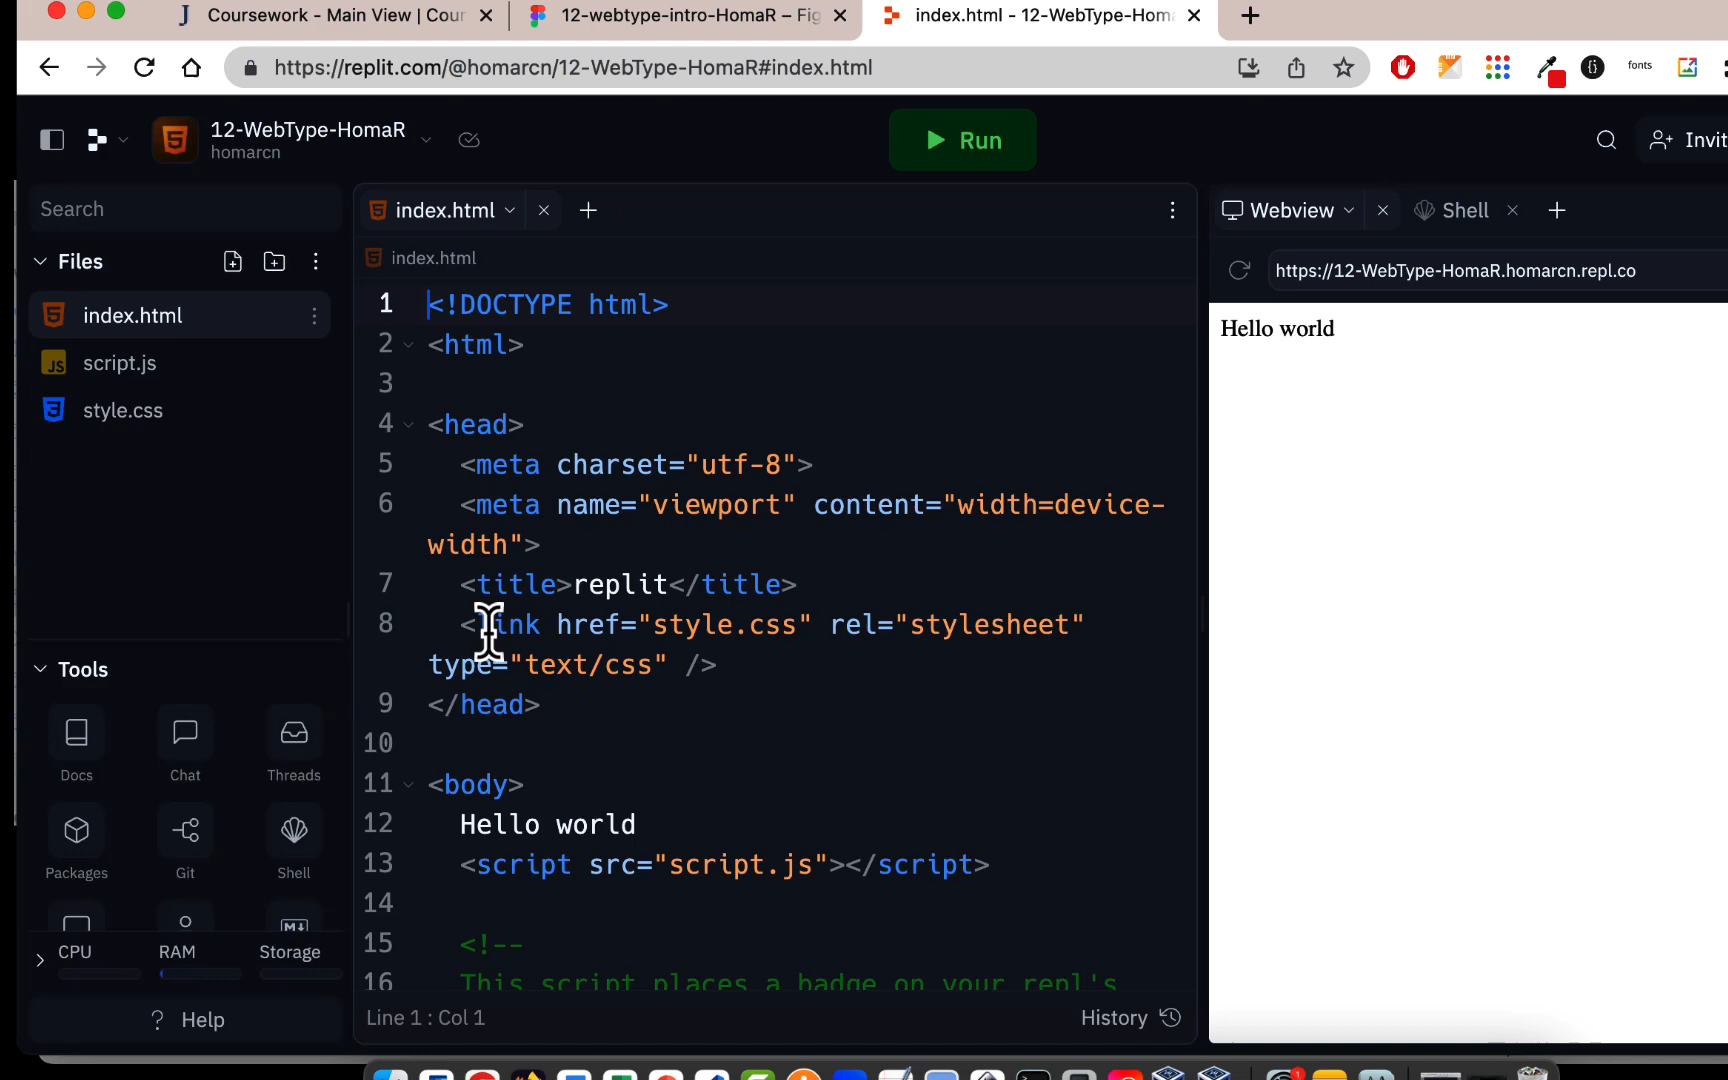 Coursework - Main View | Cour
12-webtype-intro-HomaR – Fig
index.html - 12-WebType-Hom
https://replit.com/@homarcn/12-WebType-HomaR#index.html
fonts
12-WebType-HomaR
homarcn
Run
Invit
Search
Files
index.html
script.js
style.css
Tools
Docs
Chat
Threads
Packages
Git
Shell
CPU
RAM
Storage
? Help
index.html
index.html
1 <!DOCTYPE html>
2 <html>
3
4 <head>
5 <meta charset="utf-8">
6 <meta name="viewport" content="width=device-
width">
7 <title>replit</title>
8 <link href="style.css" rel="stylesheet"
type="text/css" />
9 </head>
10
11 <body>
12 Hello world
13 <script src="script.js"></script>
14
15 <!--
16 This script places a badge on your repl's
Line 1 : Col 1
History
Webview
Shell
https://12-WebType-HomaR.homarcn.repl.co
Hello world